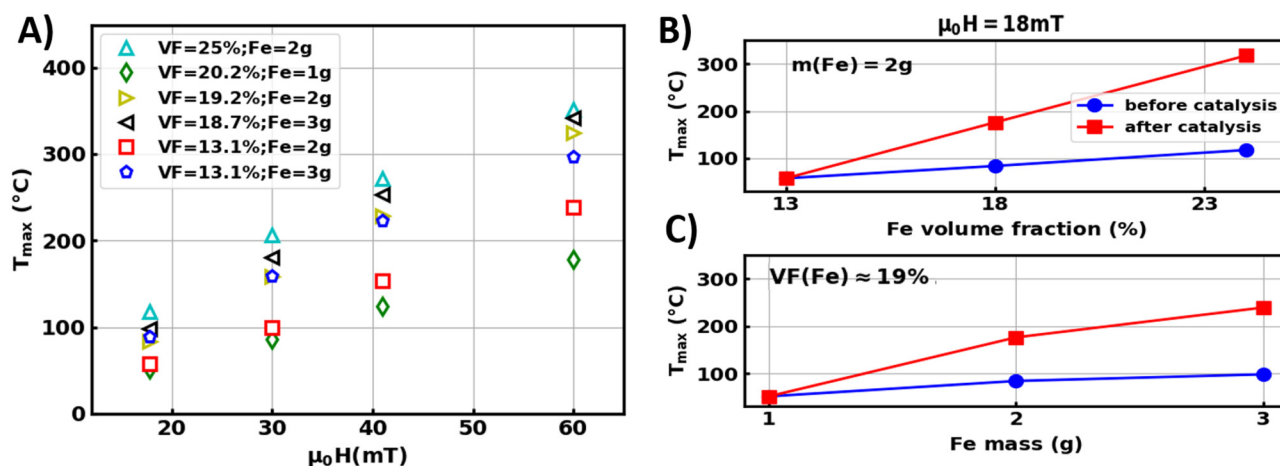 A)
T_max (°C)
400
300
200
100
0
VF=25%;Fe=2g
VF=20.2%;Fe=1g
VF=19.2%;Fe=2g
VF=18.7%;Fe=3g
VF=13.1%;Fe=2g
VF=13.1%;Fe=3g
20 30 40 50 60
μ₀H(mT)
B)
μ₀H = 18mT
T_max (°C)
300
200
100
m(Fe) = 2g
before catalysis
after catalysis
13 18 23
Fe volume fraction (%)
C)
T_max (°C)
300
200
100
VF(Fe) ≈ 19%
1 2 3
Fe mass (g)